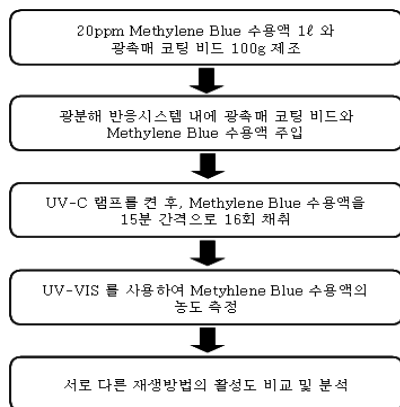 20ppm Methylene Blue 수용액 1ℓ 와
광촉매 코팅 비드 100g 제조
광분해 반응시스템 내에 광촉매 코팅 비드와
Methylene Blue 수용액 주입
UV-C 램프를 켠 후, Methylene Blue 수용액을
15분 간격으로 16회 채취
UV-VIS 를 사용하여 Metyhlene Blue 수용액의
농도 측정
서로 다른 재생방법의 활성도 비교 및 분석